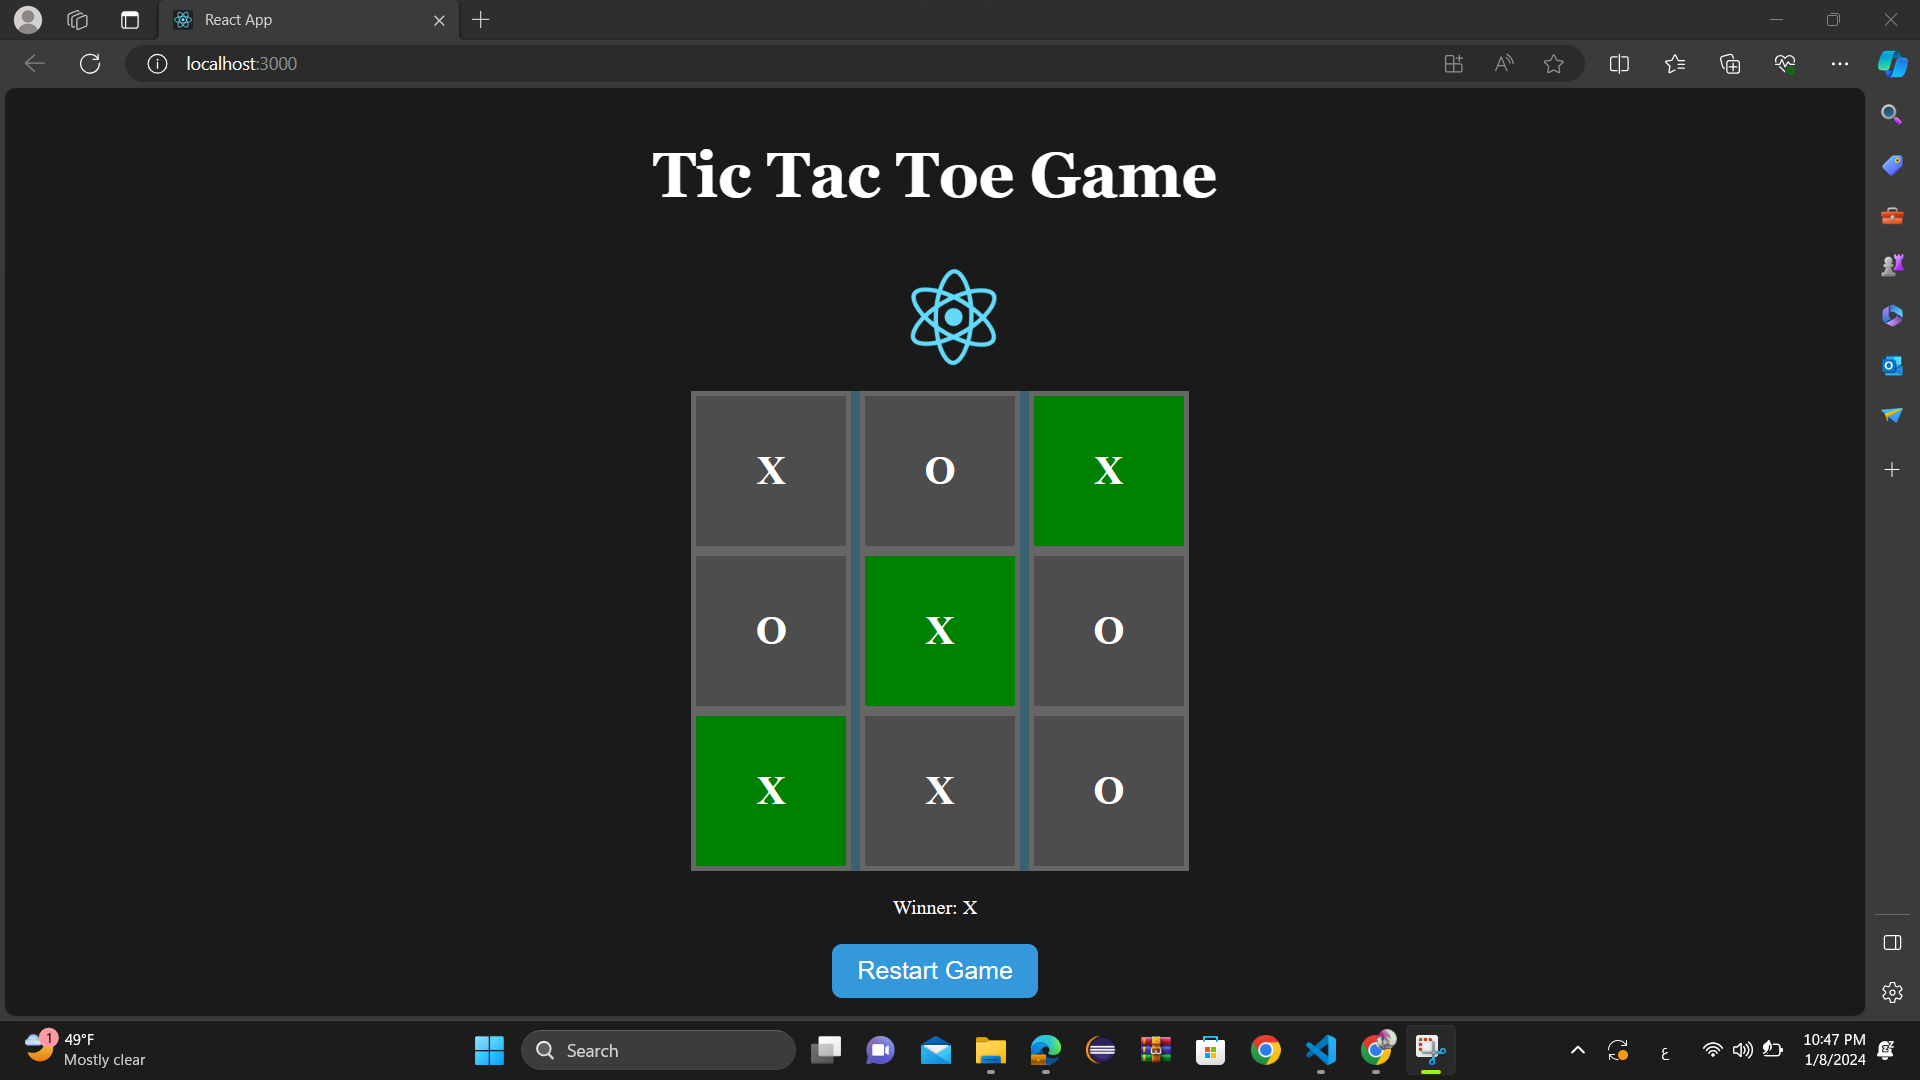 React App
localhost:3000
Tic Tac Toe Game
X O X
O X O
X X O
Winner: X
Restart Game
1
49°F
Mostly clear
Search
ع
10:47 PM
1/8/2024